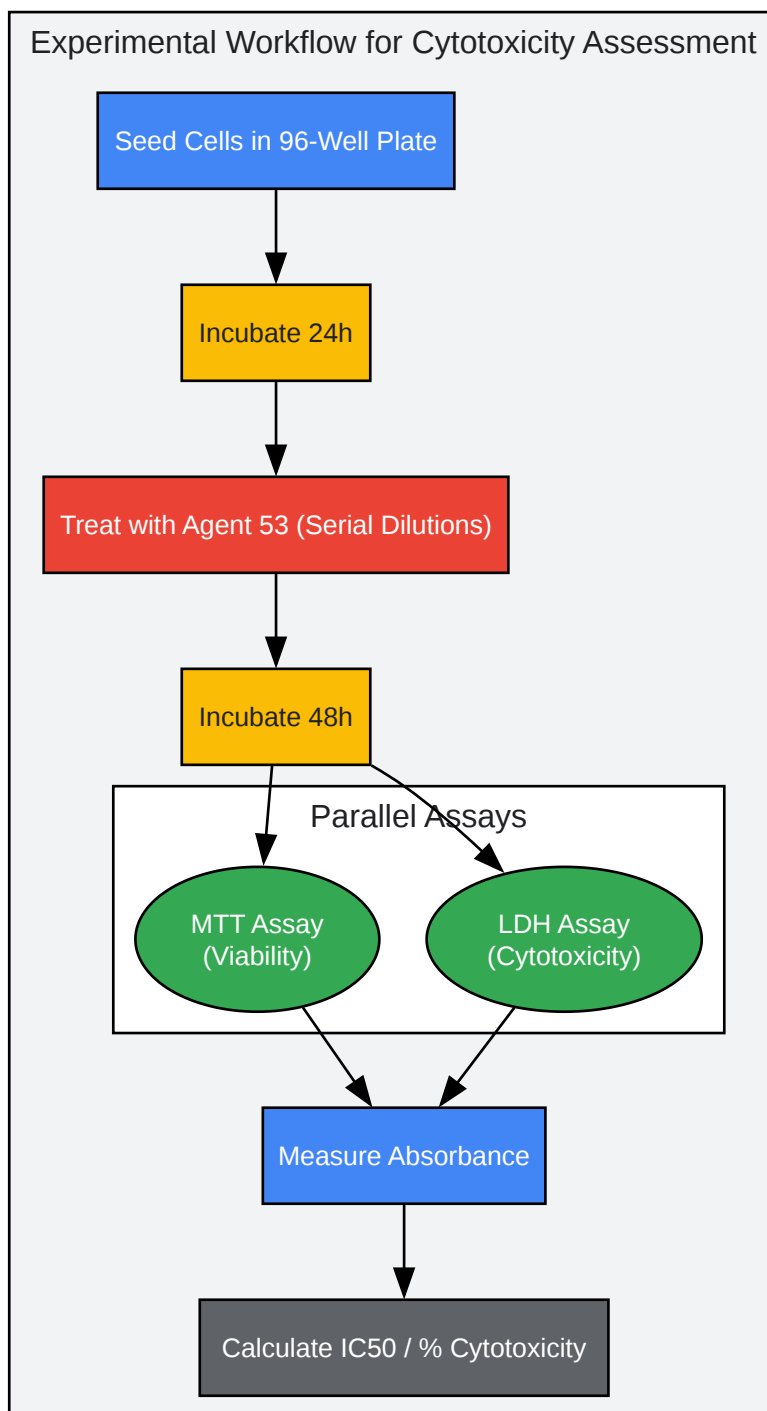 Experimental Workflow for Cytotoxicity Assessment
Seed Cells in 96-Well Plate
Incubate 24h
Treat with Agent 53 (Serial Dilutions)
Incubate 48h
Parallel Assays
MTT Assay
(Viability)
LDH Assay
(Cytotoxicity)
Measure Absorbance
Calculate IC50 / % Cytotoxicity